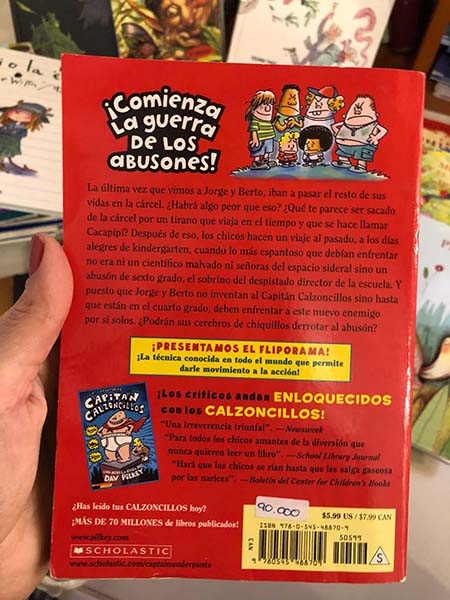 ¡Comienza
la guerra
de los
abusones!
La última vez que vimos a Jorge y Berto, iban a pasar el resto de sus
vidas en la cárcel. ¿Habrá algo peor que eso? ¿Qué te parece ser sacado
de la cárcel por un tirano que viaja en el tiempo y que se hace llamar
Cacapipí? Después de eso, los chicos hacen un viaje al pasado, a los días
alegres de kindergarten, cuando lo más espantoso que debían enfrentar
no era ni un científico malvado ni señoras del espacio sideral sino un
abusón de sexto grado, el sobrino del despistado director de la escuela. Y
puesto que Jorge y Berto no inventan al Capitán Calzoncillos sino hasta
que están en el cuarto grado, deben enfrentar a este nuevo enemigo
por sí solos. ¿Podrán sus cerebros de chiquillos derrotar al abusón?
¡PRESENTAMOS EL FLIPORAMA!
¡La técnica conocida en todo el mundo que permite
darle movimiento a la acción!
¡Los críticos andan ENLOQUECIDOS
con los CALZONCILLOS!
"Una irreverencia triunfal". —Newsweek
"Para todos los chicos amantes de la diversión que
nunca quieren leer un libro". —School Library Journal
"Hará que los chicos se rían hasta que les salga gaseosa
por las narices". —Boletín del Center for Children's Books
CAPITÁN
CALZONCILLOS
DAV PILKEY
¿Has leído tus CALZONCILLOS hoy?
¡MÁS DE 70 MILLONES de libros publicados!
www.pilkey.com
SCHOLASTIC
www.scholastic.com/captainunderpants
90.000
$5.99 US / $7.99 CAN
ISBN 978-0-545-48670-9
50599
EAN
9 780545 486709
S